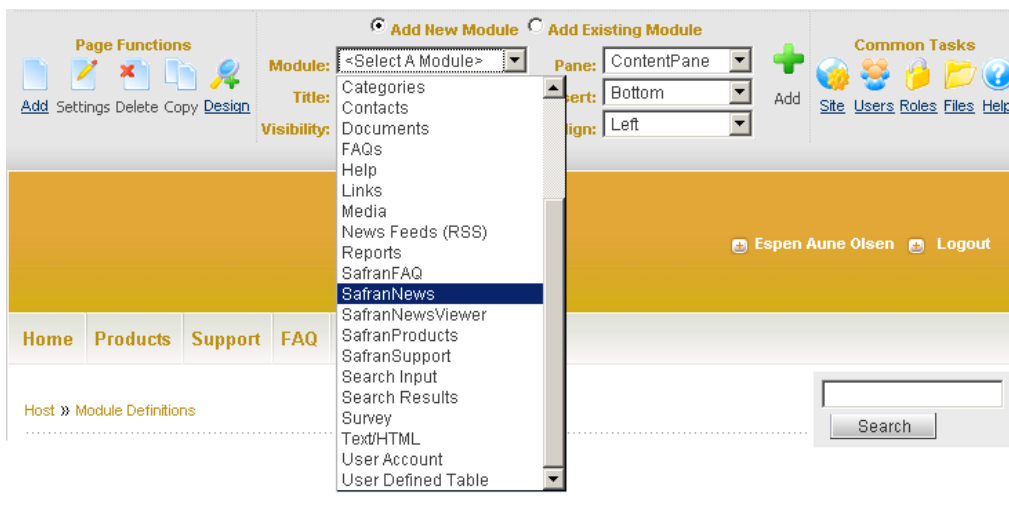 Add New Module Add Existing Module
Page Functions
Common Tasks
Module: <Select A Module> Pane: ContentPane
Title: sert: Bottom
Visibility: lign: Left
Add Settings Delete Copy Design
Add
Site Users Roles Files Help
Categories
Contacts
Documents
FAQs
Help
Links
Media
News Feeds (RSS)
Reports
SafranFAQ
SafranNews
SafranNewsViewer
SafranProducts
SafranSupport
Search Input
Search Results
Survey
Text/HTML
User Account
User Defined Table
Espen Aune Olsen Logout
Home Products Support FAQ
Host » Module Definitions
Search